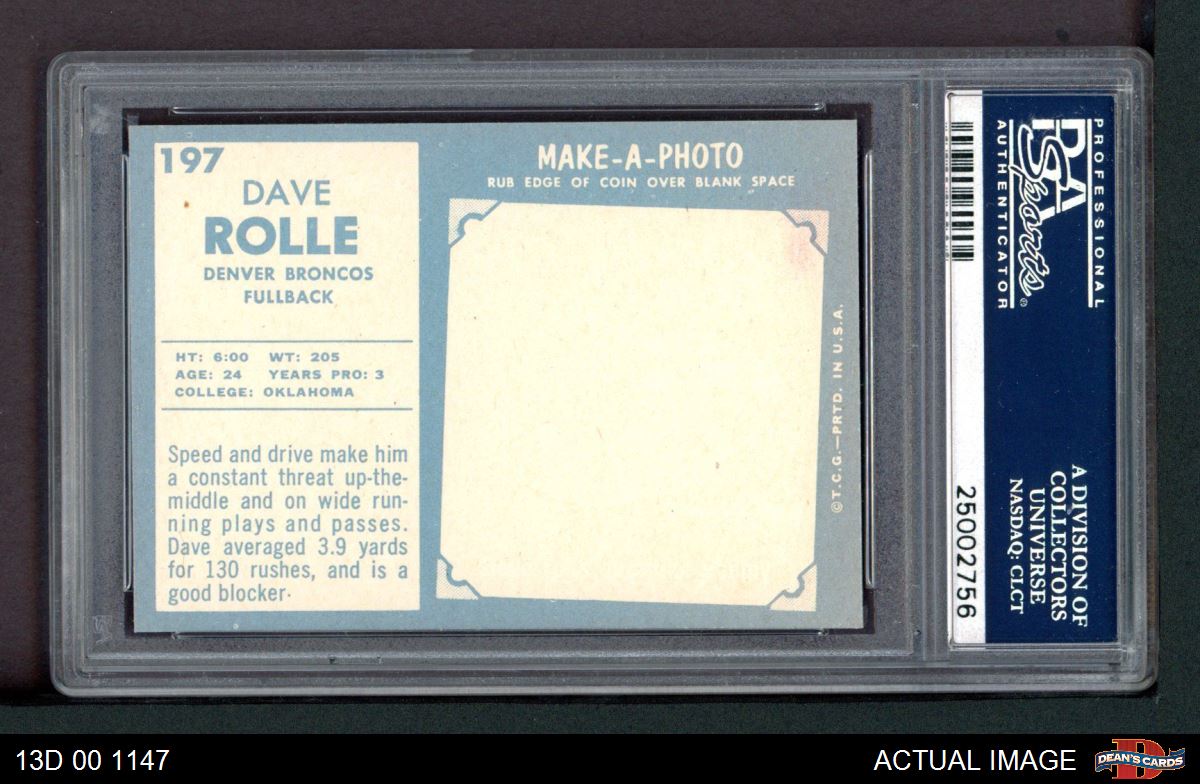 197
DAVE
ROLLE
DENVER BRONCOS
FULLBACK
HT: 6:00 WT: 205
AGE: 24 YEARS PRO: 3
COLLEGE: OKLAHOMA
Speed and drive make him
a constant threat up-the-
middle and on wide run-
ning plays and passes.
Dave averaged 3.9 yards
for 130 rushes, and is a
good blocker.
MAKE-A-PHOTO
RUB EDGE OF COIN OVER BLANK SPACE
©T.C.G.—PRTD. IN U.S.A.
PROFESSIONAL
PSA
Sports®
AUTHENTICATOR
A DIVISION OF
COLLECTORS
UNIVERSE
NASDAQ: CLCT
25002756
13D 00 1147
ACTUAL IMAGE
D
DEAN'S CARDS